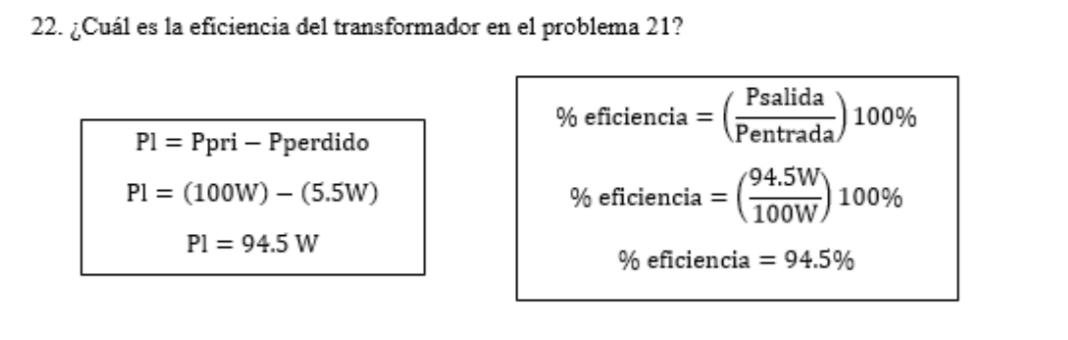 22. ¿Cuál es la eficiencia del transformador en el problema 21?
Pl = Ppri − Pperdido
Pl = (100W) − (5.5W)
Pl = 94.5 W
% eficiencia = (Psalida / Pentrada) 100%
% eficiencia = (94.5W / 100W) 100%
% eficiencia = 94.5%